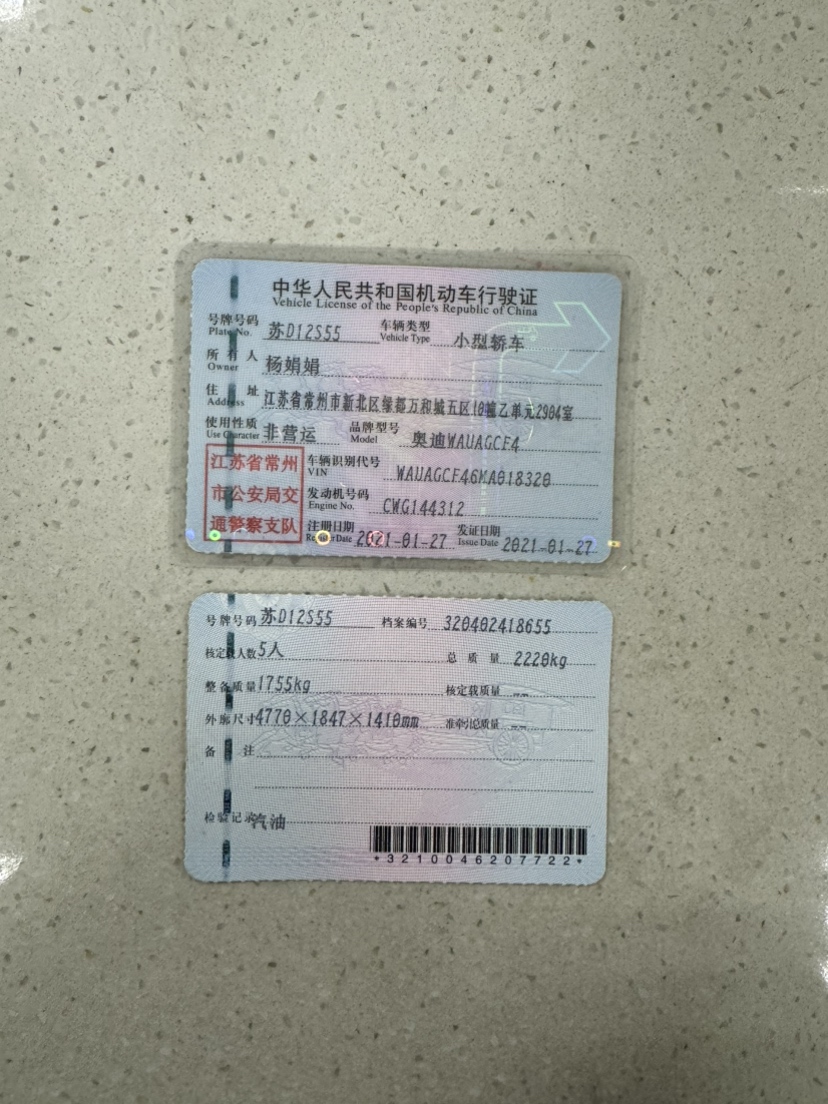 中华人民共和国机动车行驶证
Vehicle License of the People's Republic of China
号牌号码 Plate No. 苏D12S55 车辆类型 Vehicle Type 小型轿车
所有人 Owner 杨娟娟
住址 Address 江苏省常州市新北区绿都万和城五区10幢乙单元2904室
使用性质 Use Character 非营运 品牌型号 Model 奥迪WAUAGCF4
江苏省常州 车辆识别代号 VIN WAUAGCF46MA018320
市公安局交 发动机号码 Engine No. CWG144312
通警察支队 注册日期 Register Date 2021-01-27 发证日期 Issue Date 2021-01-27
号牌号码 苏D12S55 档案编号 320402418655
核定载人数 5人 总质量 2220kg
整备质量 1755kg 核定载质量 --
外廓尺寸 4770×1847×1410mm 准牵引总质量 --
备注
检验记录 汽油
*3210046207722*